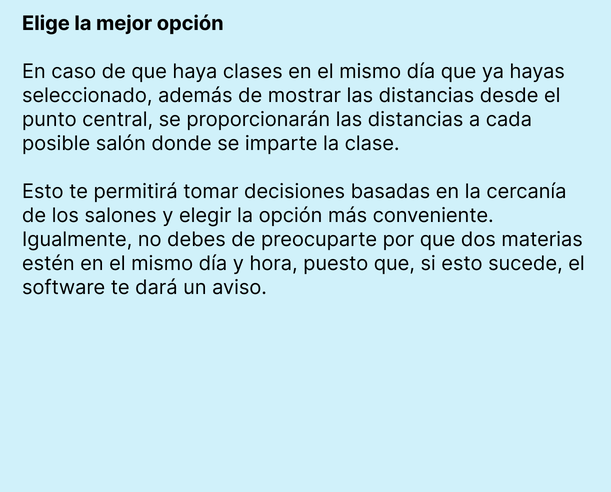 Elige la mejor opción
En caso de que haya clases en el mismo día que ya hayas
seleccionado, además de mostrar las distancias desde el
punto central, se proporcionarán las distancias a cada
posible salón donde se imparte la clase.
Esto te permitirá tomar decisiones basadas en la cercanía
de los salones y elegir la opción más conveniente.
Igualmente, no debes de preocuparte por que dos materias
estén en el mismo día y hora, puesto que, si esto sucede, el
software te dará un aviso.